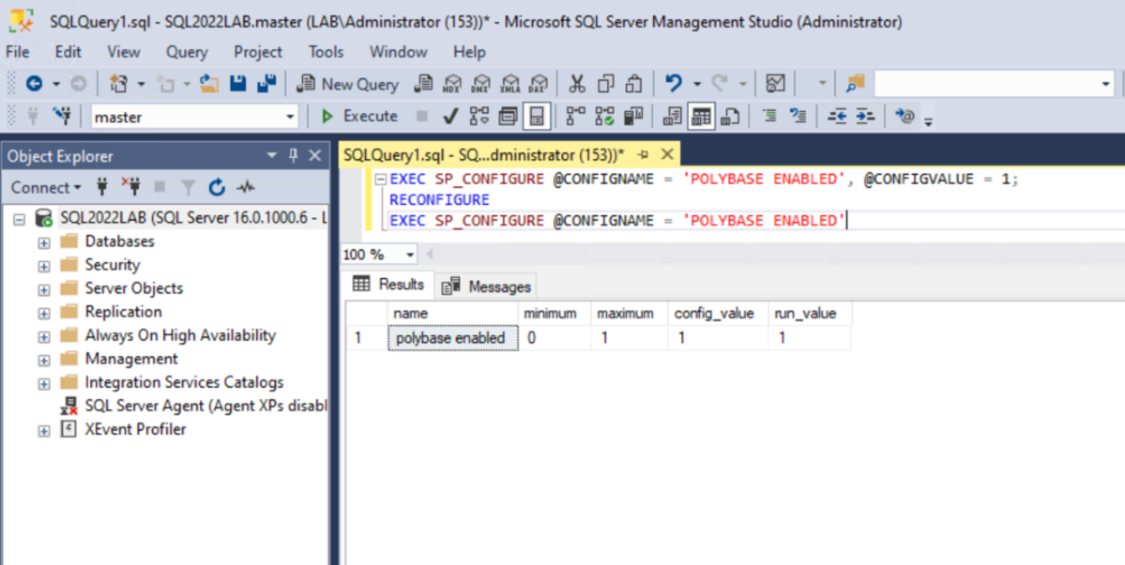 SQLQuery1.sql - SQL2022LAB.master (LAB\Administrator (153))* - Microsoft SQL Server Management Studio (Administrator)
File Edit View Query Project Tools Window Help
New Query MDX DMX XMLA DAX
master Execute
Object Explorer
Connect
SQL2022LAB (SQL Server 16.0.1000.6 - L
Databases
Security
Server Objects
Replication
Always On High Availability
Management
Integration Services Catalogs
SQL Server Agent (Agent XPs disabl
XEvent Profiler
SQLQuery1.sql - SQ...dministrator (153))*
EXEC SP_CONFIGURE @CONFIGNAME = 'POLYBASE ENABLED', @CONFIGVALUE = 1;
RECONFIGURE
EXEC SP_CONFIGURE @CONFIGNAME = 'POLYBASE ENABLED'
100 %
Results Messages
name minimum maximum config_value run_value
1 polybase enabled 0 1 1 1